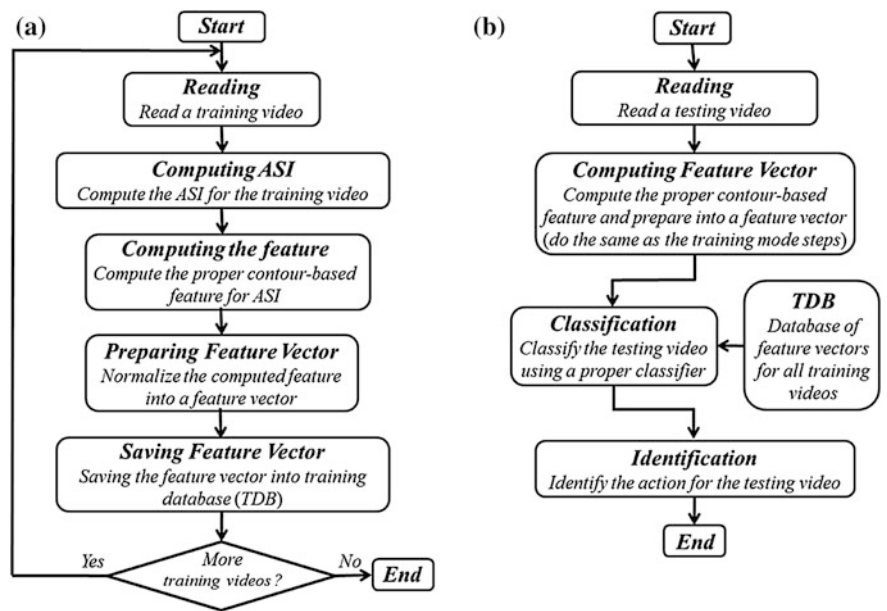 (a)
Start
Reading
Read a training video
Computing ASI
Compute the ASI for the training video
Computing the feature
Compute the proper contour-based
feature for ASI
Preparing Feature Vector
Normalize the computed feature
into a feature vector
Saving Feature Vector
Saving the feature vector into training
database (TDB)
More
training videos ?
Yes
No
End
(b)
Start
Reading
Read a testing video
Computing Feature Vector
Compute the proper contour-based
feature and prepare into a feature vector
(do the same as the training mode steps)
Classification
Classify the testing video
using a proper classifier
TDB
Database of
feature vectors
for all training
videos
Identification
Identify the action for the testing video
End